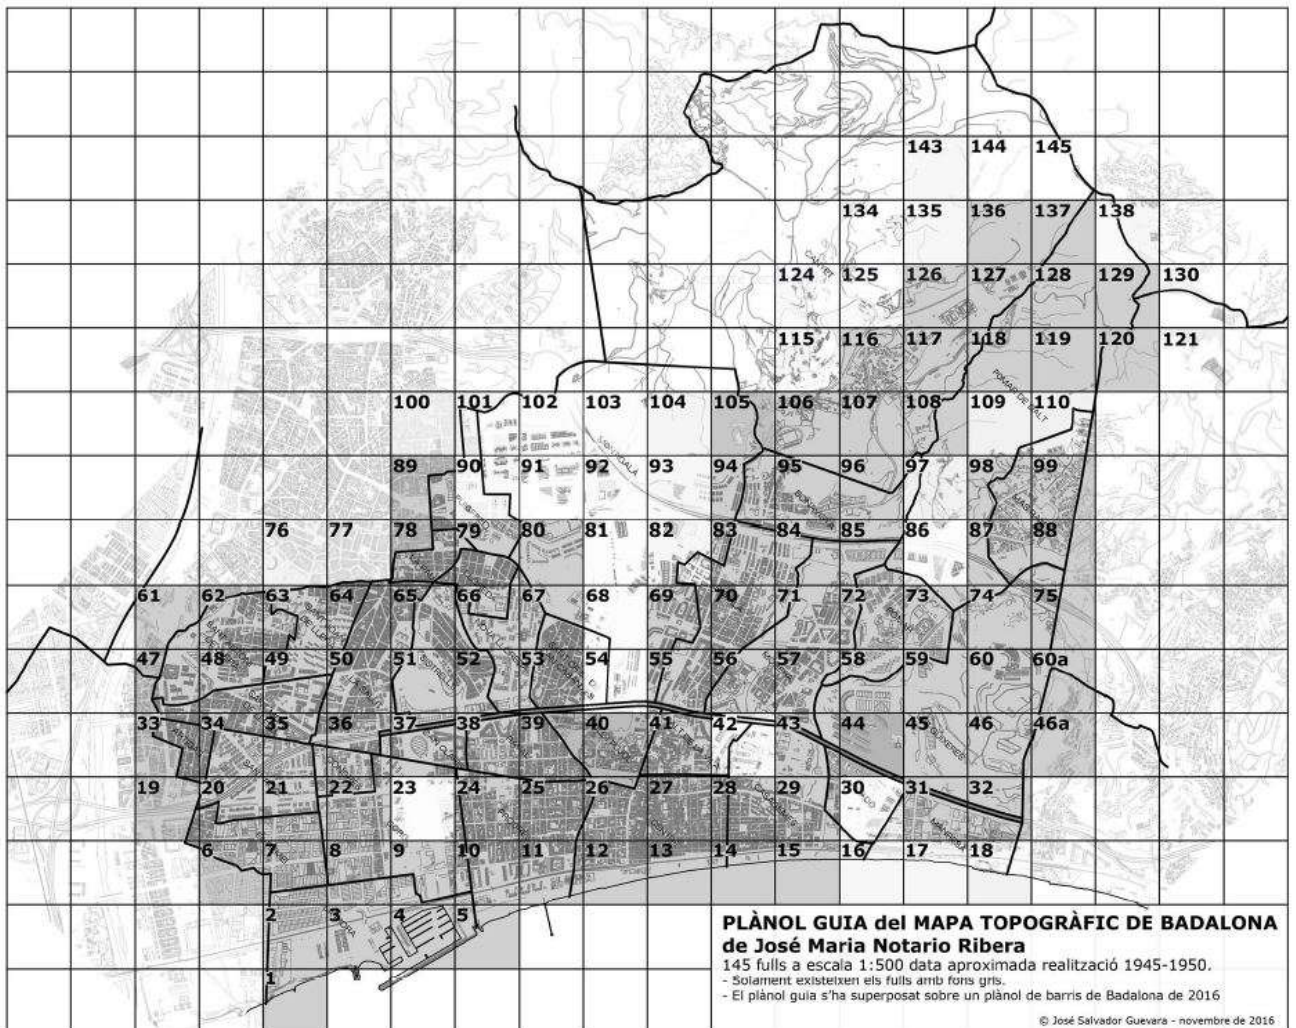 143 144 145
134 135 136 137 138
CANYET
124 125 126 127 128 129 130
115 116 117 118 119 120 121
POMAR DE DALT
100 101 102 103 104 105 106 107 108 109 110
89 90 91 92 93 94 95 96 97 98 99
76 77 78 79 80 81 82 83 84 85 86 87 88
61 62 63 64 65 66 67 68 69 70 71 72 73 74 75
47 48 49 50 51 52 53 54 55 56 57 58 59 60 60a
33 34 35 36 37 38 39 40 41 42 43 44 45 46 46a
19 20 21 22 23 24 25 26 27 28 29 30 31 32
6 7 8 9 10 11 12 13 14 15 16 17 18
2 3 4 5
1
PLÀNOL GUIA del MAPA TOPOGRÀFIC DE BADALONA
de José Maria Notario Ribera
145 fulls a escala 1:500 data aproximada realització 1945-1950.
- Solament existeixen els fulls amb fons gris.
- El plànol guia s'ha superposat sobre un plànol de barris de Badalona de 2016
© José Salvador Guevara - novembre de 2016